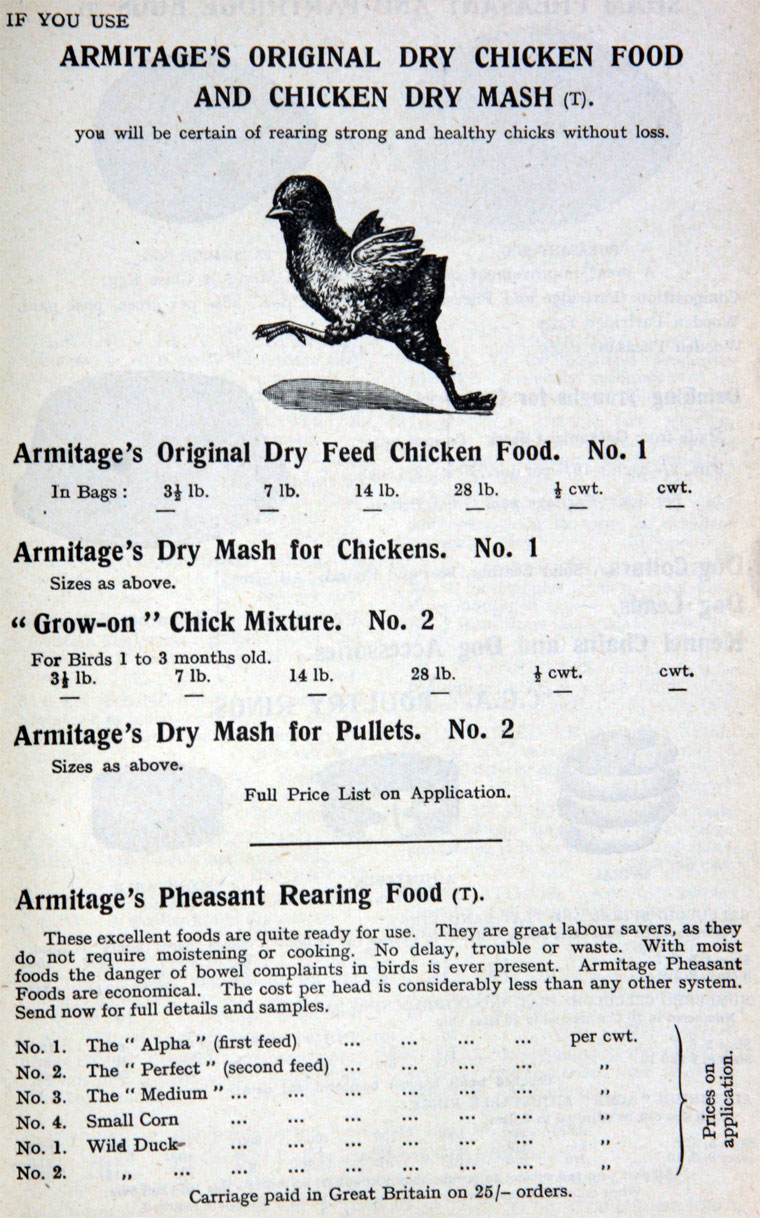 IF YOU USE
ARMITAGE'S ORIGINAL DRY CHICKEN FOOD
AND CHICKEN DRY MASH (T).
you will be certain of rearing strong and healthy chicks without loss.
Armitage's Original Dry Feed Chicken Food. No. 1
In Bags : 3½ lb. 7 lb. 14 lb. 28 lb. ½ cwt. cwt.
— — — — — —
Armitage's Dry Mash for Chickens. No. 1
Sizes as above.
“ Grow-on ” Chick Mixture. No. 2
For Birds 1 to 3 months old.
3½ lb. 7 lb. 14 lb. 28 lb. ½ cwt. cwt.
— — — — — —
Armitage's Dry Mash for Pullets. No. 2
Sizes as above.
Full Price List on Application.
Armitage's Pheasant Rearing Food (T).
These excellent foods are quite ready for use. They are great labour savers, as they
do not require moistening or cooking. No delay, trouble or waste. With moist
foods the danger of bowel complaints in birds is ever present. Armitage Pheasant
Foods are economical. The cost per head is considerably less than any other system.
Send now for full details and samples.
No. 1. The “ Alpha ” (first feed) ... ... ... ... per cwt.
No. 2. The “ Perfect ” (second feed) ... ... ... ... ”
No. 3. The “ Medium ” ... ... ... ... ... ... ”
No. 4. Small Corn ... ... ... ... ... ... ”
No. 1. Wild Duck ... ... ... ... ... ... ”
No. 2. ” ... ... ... ... ... ... ”
Prices on
application.
Carriage paid in Great Britain on 25/- orders.